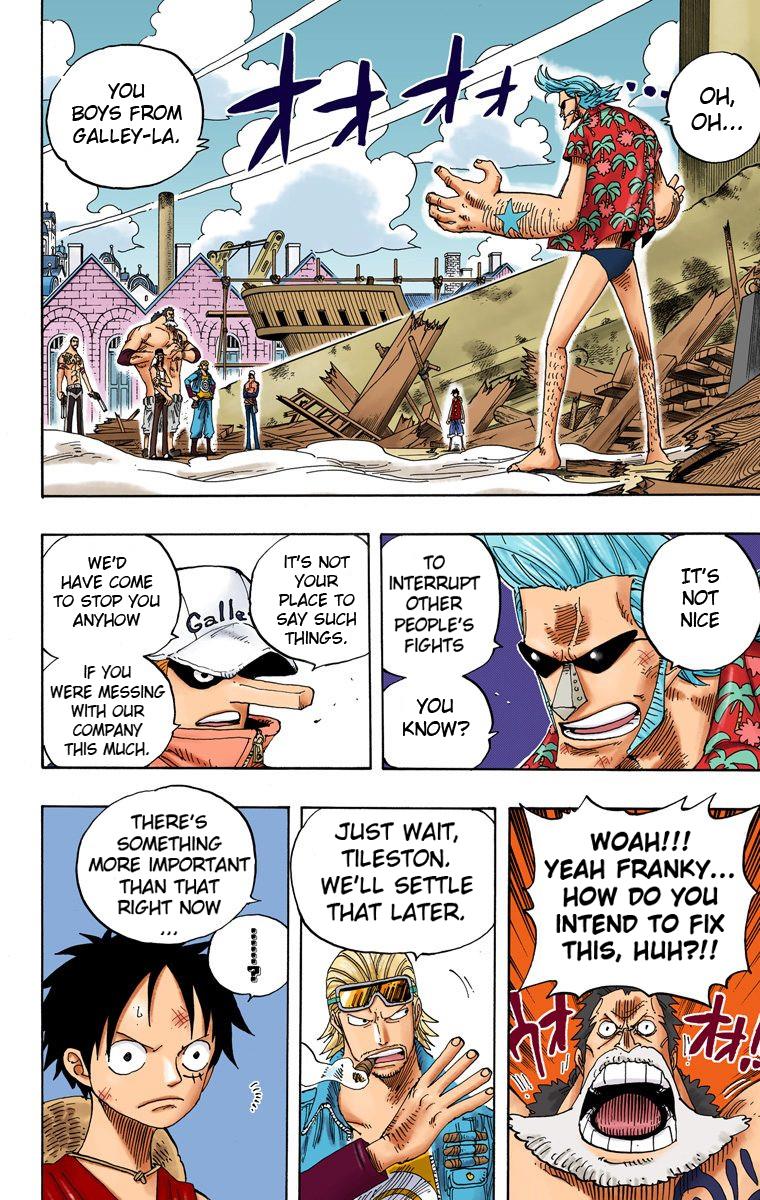 OH,
OH...
オオオオ
YOU
BOYS FROM
GALLEY-LA.
IT'S
NOT
NICE
TO
INTERRUPT
OTHER
PEOPLE'S
FIGHTS
YOU
KNOW?
IT'S NOT
YOUR
PLACE TO
SAY SUCH
THINGS.
WE'D
HAVE COME
TO STOP YOU
ANYHOW
IF YOU
WERE MESSING
WITH OUR
COMPANY
THIS MUCH.
Galle
WOAH!!!
YEAH FRANKY...
HOW DO YOU
INTEND TO FIX
THIS, HUH?!!
オォ!!
JUST WAIT,
TILESTON.
WE'LL SETTLE
THAT LATER.
THERE'S
SOMETHING
MORE IMPORTANT
THAN THAT
RIGHT NOW
...
......?